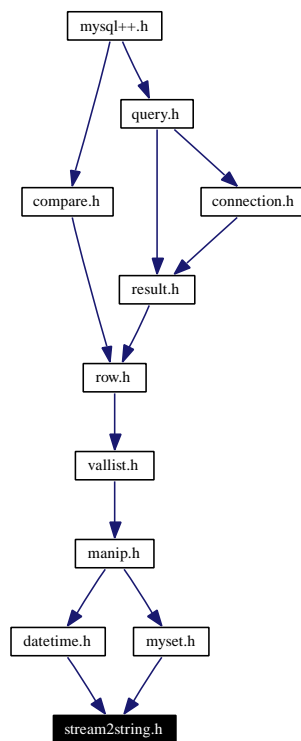 mysql++.h
query.h
compare.h
connection.h
result.h
row.h
vallist.h
manip.h
datetime.h
myset.h
stream2string.h